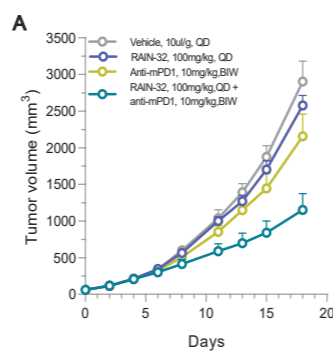 A
Vehicle, 10ul/g, QD
RAIN-32, 100mg/kg, QD
Anti-mPD1, 10mg/kg,BIW
RAIN-32, 100mg/kg,QD +
anti-mPD1, 10mg/kg,BIW
Tumor volume (mm³)
3500
3000
2500
2000
1500
1000
500
0
0
5
10
15
20
Days